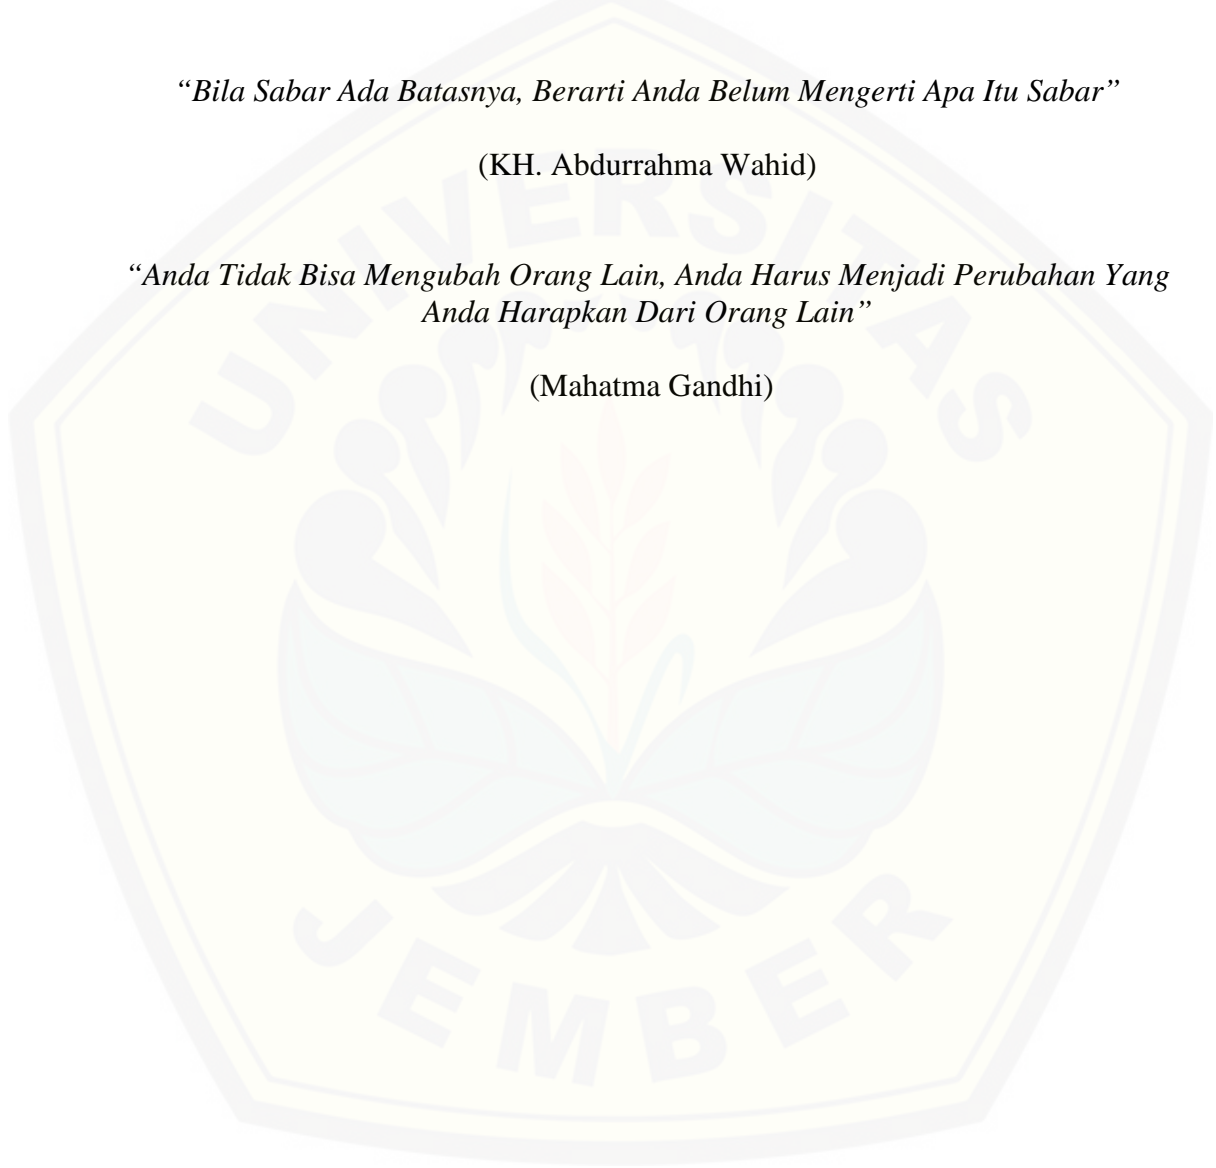 “Bila Sabar Ada Batasnya, Berarti Anda Belum Mengerti Apa Itu Sabar”
(KH. Abdurrahma Wahid)
“Anda Tidak Bisa Mengubah Orang Lain, Anda Harus Menjadi Perubahan Yang
Anda Harapkan Dari Orang Lain”
(Mahatma Gandhi)
UNIVERSITAS
JEMBER